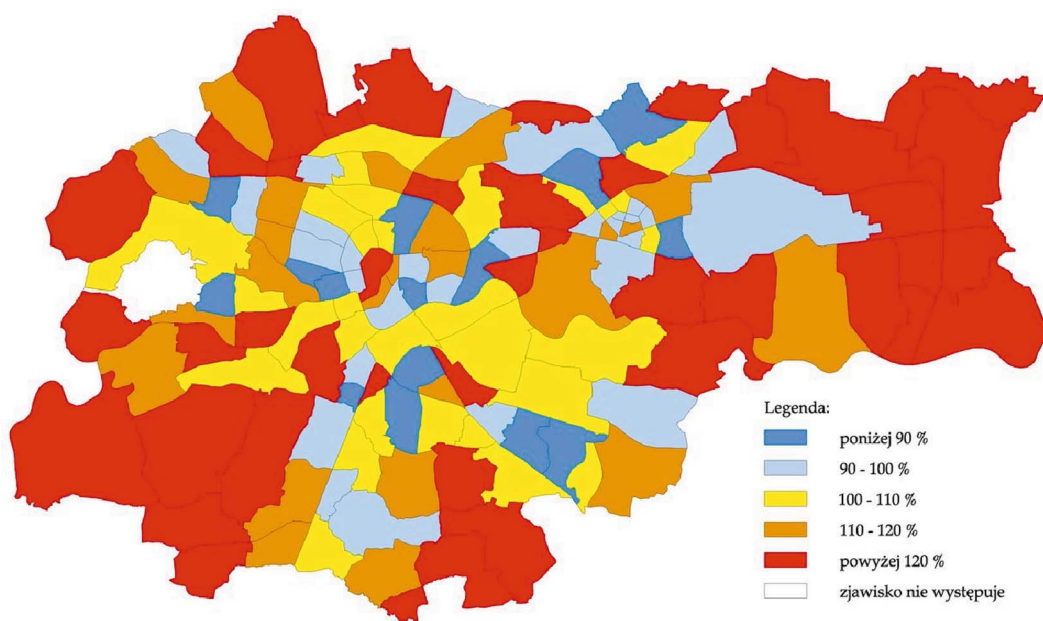 Legenda:
poniżej 90 %
90 - 100 %
100 - 110 %
110 - 120 %
powyżej 120 %
zjawisko nie występuje